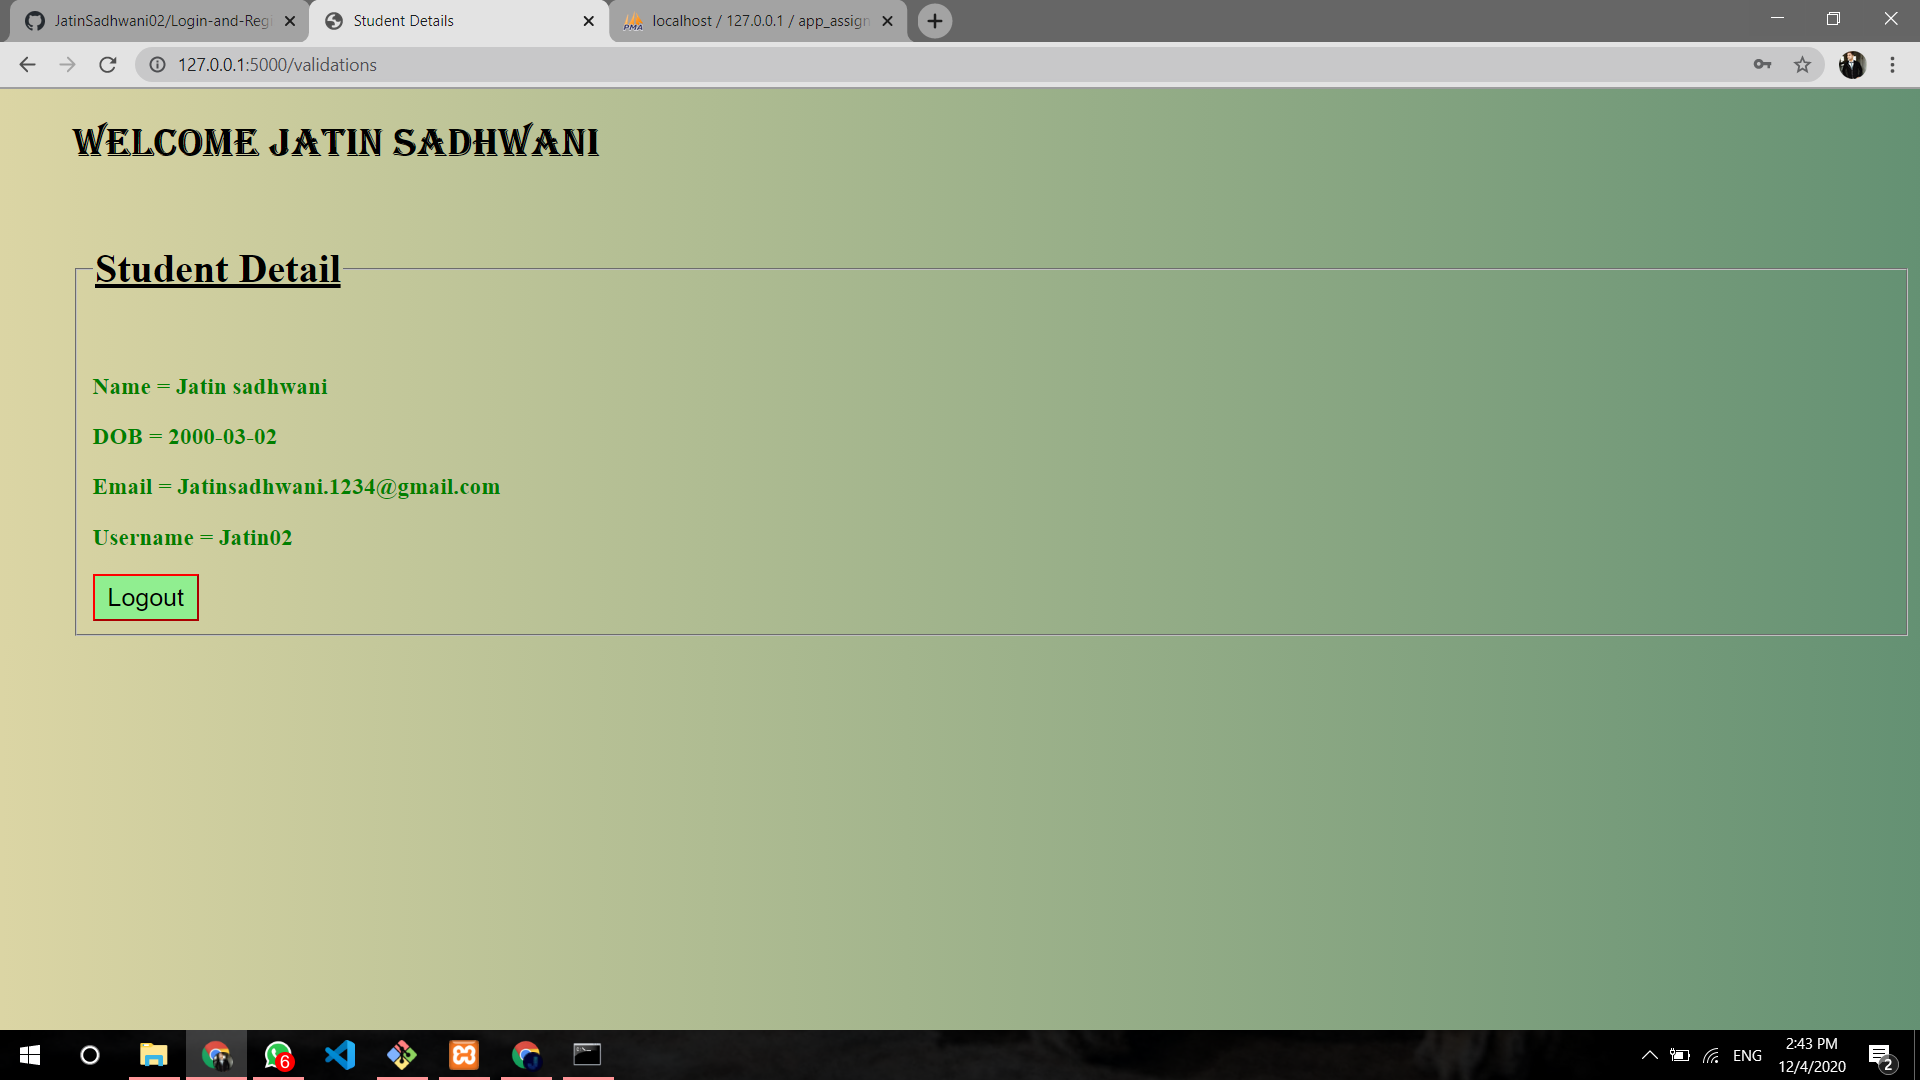 JatinSadhwani02/Login-and-Regi
Student Details
localhost / 127.0.0.1 / app_assign
127.0.0.1:5000/validations
WELCOME JATIN SADHWANI
Student Detail
Name = Jatin sadhwani
DOB = 2000-03-02
Email = Jatinsadhwani.1234@gmail.com
Username = Jatin02
Logout
6
ENG
2:43 PM
12/4/2020
2